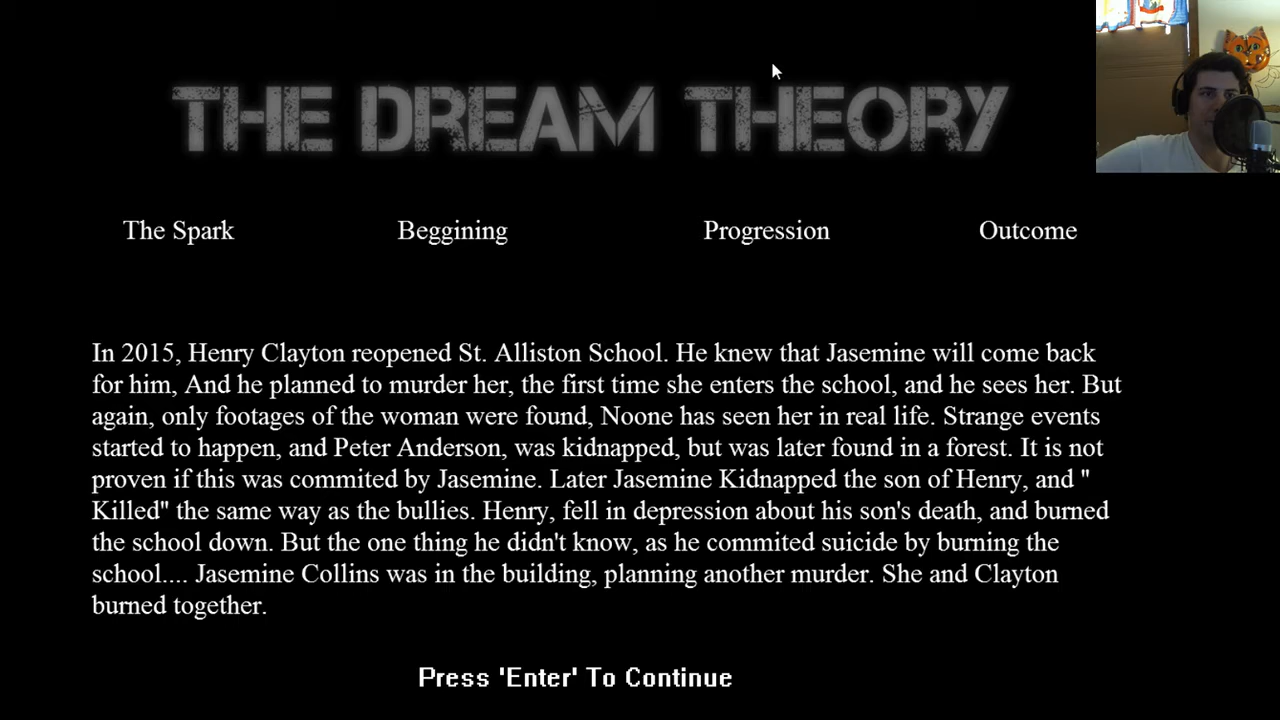 THE DREAM THEORY
The Spark Beggining Progression Outcome
In 2015, Henry Clayton reopened St. Alliston School. He knew that Jasemine will come back
for him, And he planned to murder her, the first time she enters the school, and he sees her. But
again, only footages of the woman were found, Noone has seen her in real life. Strange events
started to happen, and Peter Anderson, was kidnapped, but was later found in a forest. It is not
proven if this was commited by Jasemine. Later Jasemine Kidnapped the son of Henry, and "
Killed" the same way as the bullies. Henry, fell in depression about his son's death, and burned
the school down. But the one thing he didn't know, as he commited suicide by burning the
school.... Jasemine Collins was in the building, planning another murder. She and Clayton
burned together.
Press 'Enter' To Continue